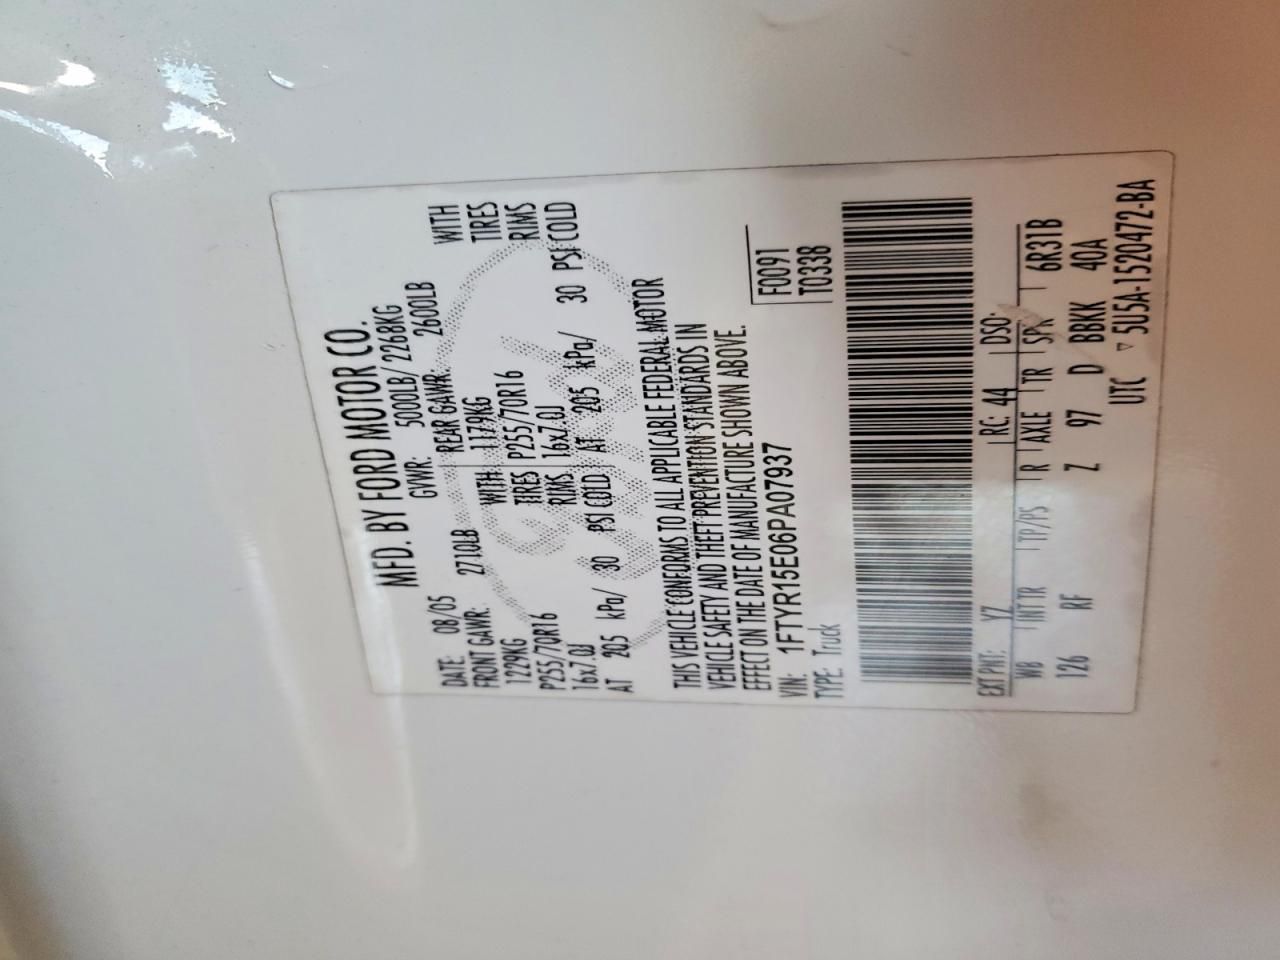 MFD. BY FORD MOTOR CO.
DATE: 08/05 GVWR: 5000LB/ 2268KG
FRONT GAWR: 2710LB REAR GAWR: 2600LB
1229KG WITH 1179KG WITH
P255/70R16 TIRES P255/70R16 TIRES
16x7.0J RIMS 16x7.0J RIMS
AT 205 kPa/ 30 PSI COLD AT 205 kPa/ 30 PSI COLD
THIS VEHICLE CONFORMS TO ALL APPLICABLE FEDERAL MOTOR
VEHICLE SAFETY AND THEFT PREVENTION STANDARDS IN
EFFECT ON THE DATE OF MANUFACTURE SHOWN ABOVE.
VIN: 1FTYR15E06PA07937 F0091
TYPE: Truck T0338
EXT PNT: YZ RC: 44 DSO:
WB INT TR TP/PS R AXLE TR SPR 6R31B
126 RF Z 97 D BBKK 40A
UTC ▽ 5U5A-1520472-BA